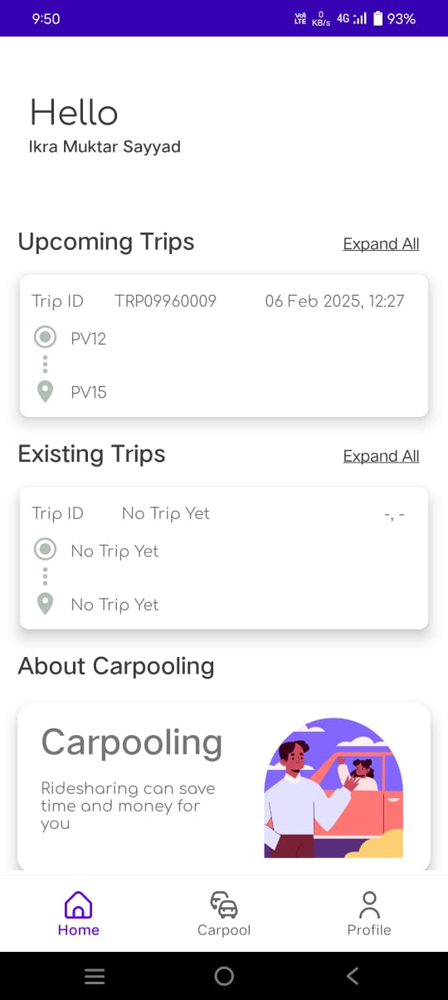 9:50 VoLTE 0 KB/s 4G 93%
Hello
Ikra Muktar Sayyad
Upcoming Trips Expand All
Trip ID TRP09960009 06 Feb 2025, 12:27
PV12
PV15
Existing Trips Expand All
Trip ID No Trip Yet -, -
No Trip Yet
No Trip Yet
About Carpooling
Carpooling
Ridesharing can save
time and money for
you
Home Carpool Profile